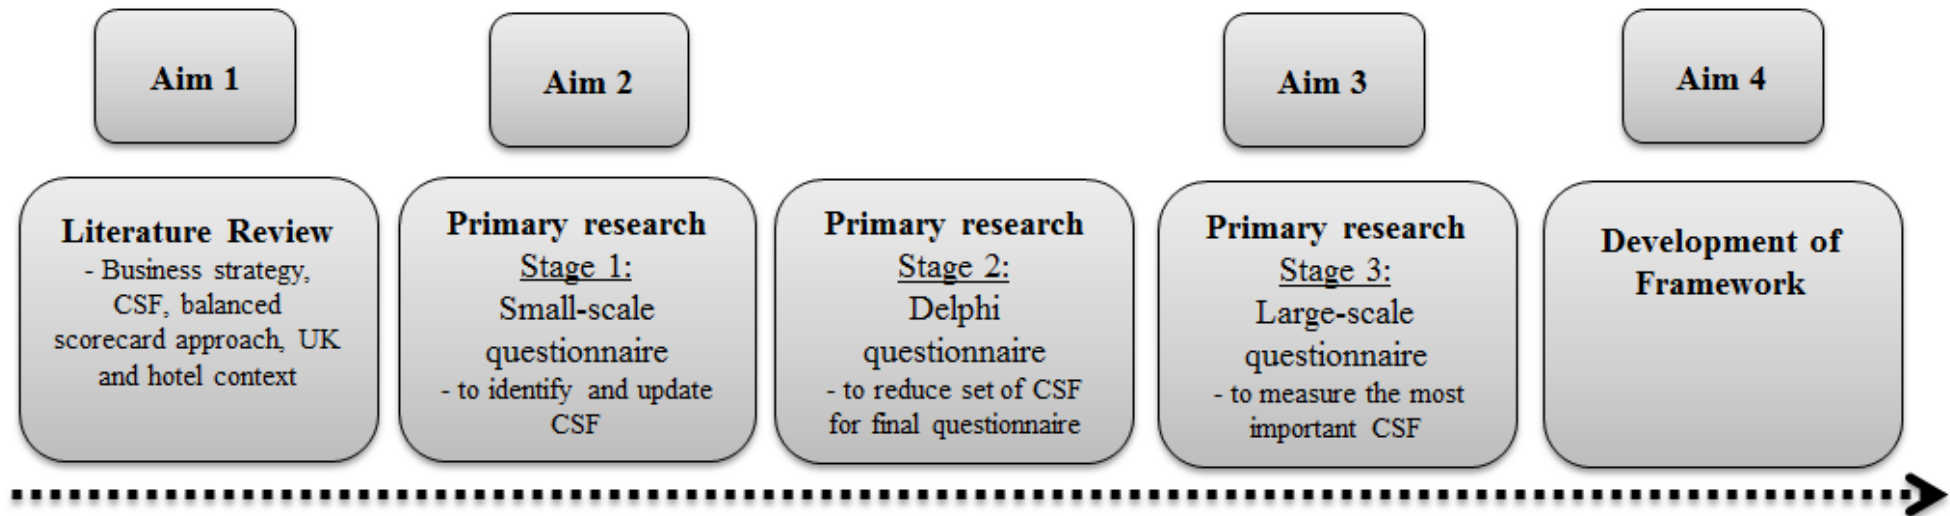 Aim 1
Aim 2
Aim 3
Aim 4
Literature Review
- Business strategy,
CSF, balanced
scorecard approach, UK
and hotel context
Primary research
Stage 1:
Small-scale
questionnaire
- to identify and update
CSF
Primary research
Stage 2:
Delphi
questionnaire
- to reduce set of CSF
for final questionnaire
Primary research
Stage 3:
Large-scale
questionnaire
- to measure the most
important CSF
Development of
Framework